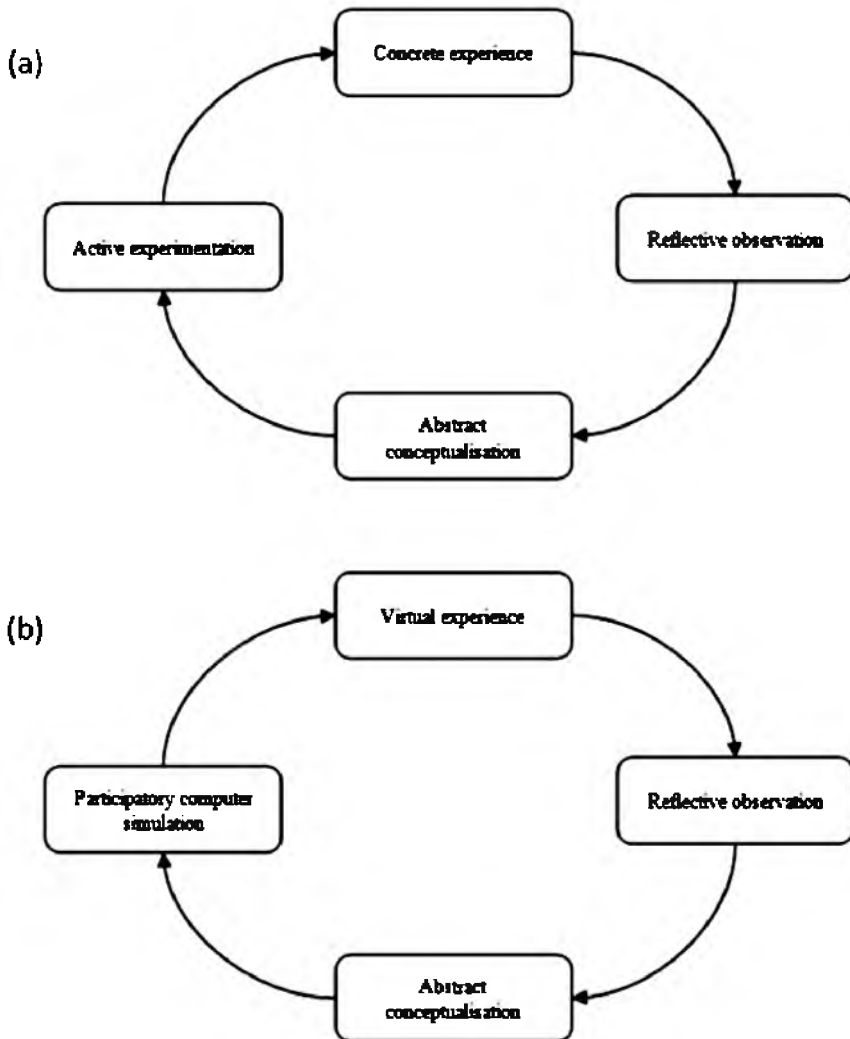 (a)
Concrete experience
Active experimentation
Reflective observation
Abstract
conceptualisation
(b)
Virtual experience
Participatory computer
simulation
Reflective observation
Abstract
conceptualisation